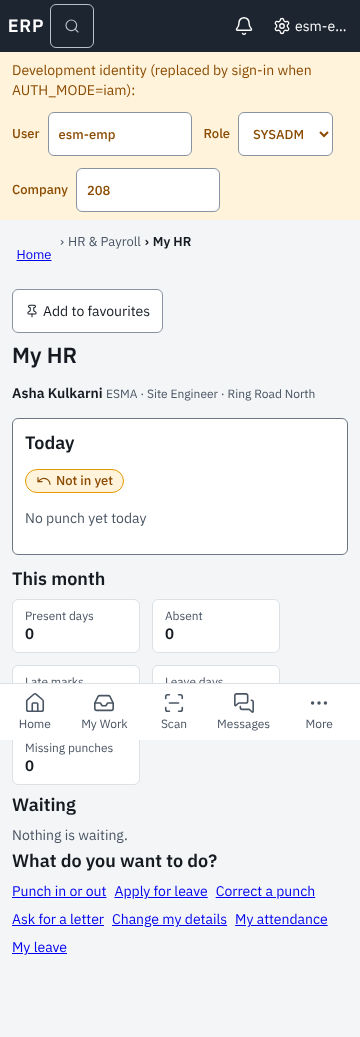 ERP
esm-e...
Development identity (replaced by sign-in when
AUTH_MODE=iam):
User esm-emp Role SYSADM
Company 208
Home › HR & Payroll › My HR
Add to favourites
My HR
Asha Kulkarni ESMA · Site Engineer · Ring Road North
Today
Not in yet
No punch yet today
This month
Present days Absent
0 0
Late marks Leave days
Home My Work Scan Messages More
Missing punches
0
Waiting
Nothing is waiting.
What do you want to do?
Punch in or out Apply for leave Correct a punch
Ask for a letter Change my details My attendance
My leave